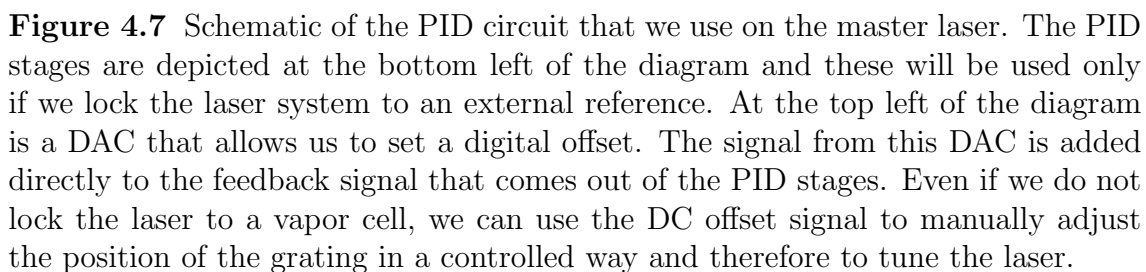 Figure 4.7 Schematic of the PID circuit that we use on the master laser. The PID
stages are depicted at the bottom left of the diagram and these will be used only
if we lock the laser system to an external reference. At the top left of the diagram
is a DAC that allows us to set a digital offset. The signal from this DAC is added
directly to the feedback signal that comes out of the PID stages. Even if we do not
lock the laser to a vapor cell, we can use the DC offset signal to manually adjust
the position of the grating in a controlled way and therefore to tune the laser.